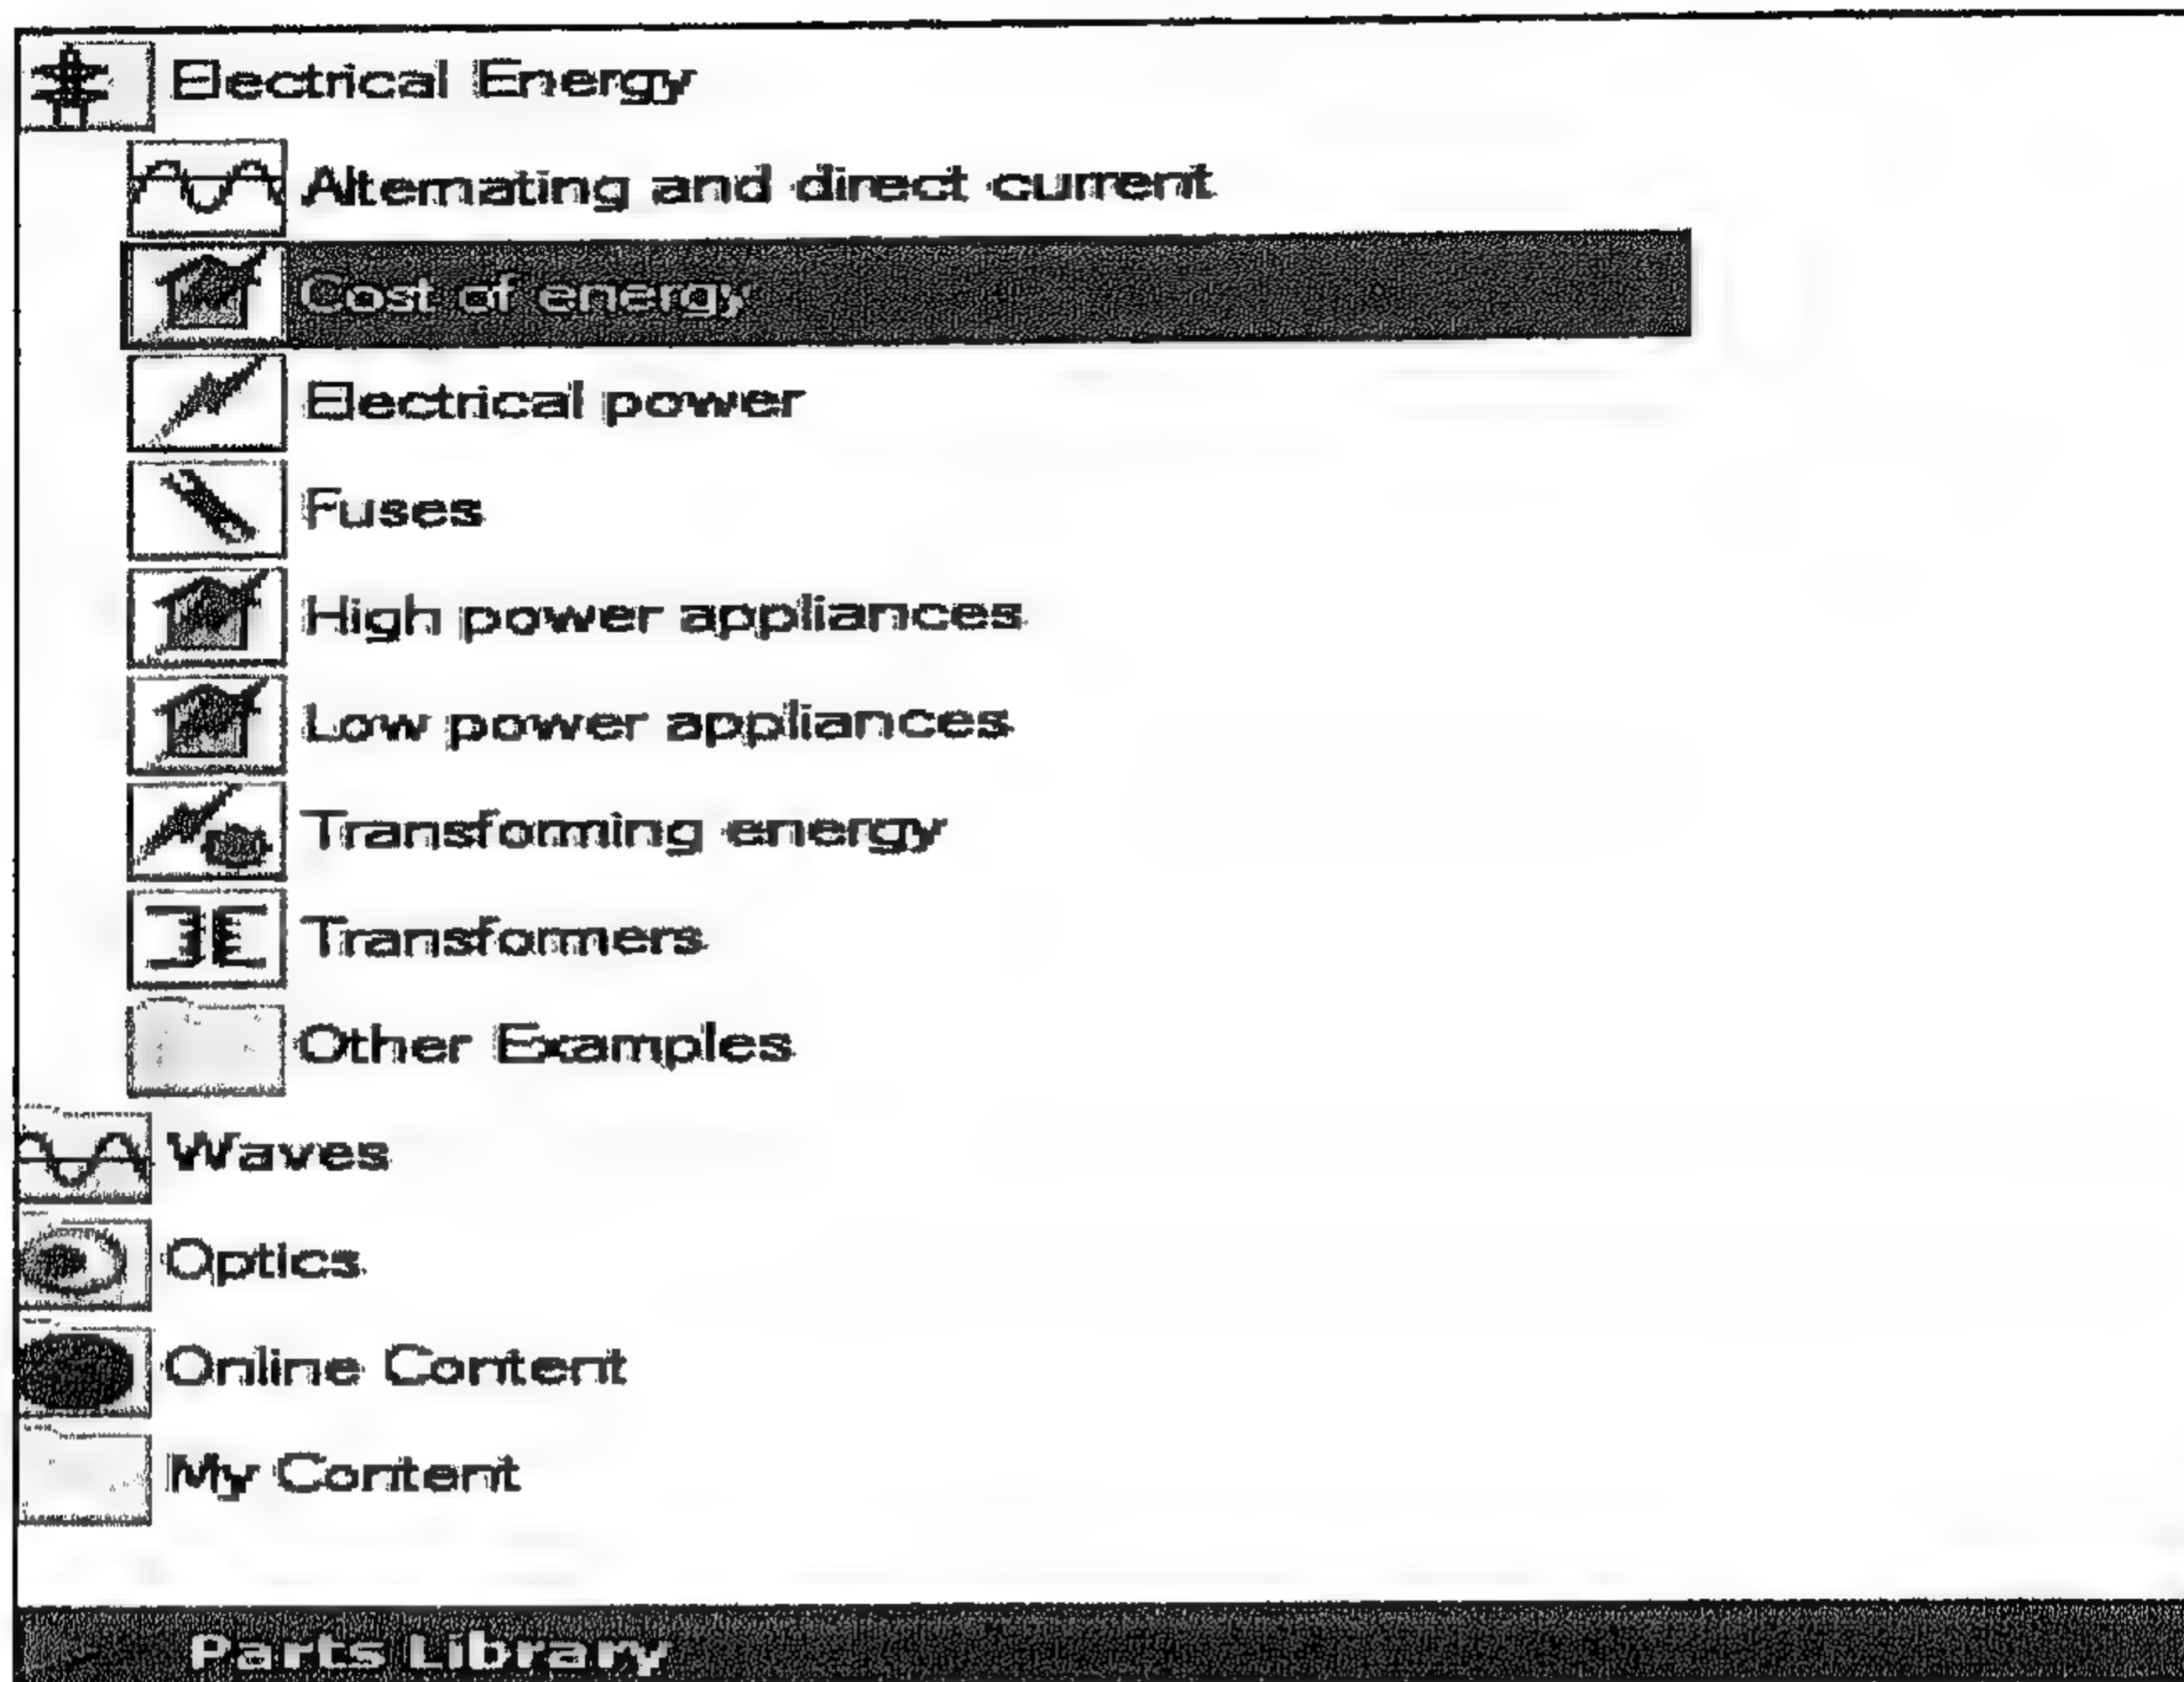 Electrical Energy
Alternating and direct current
Cost of energy
Electrical power
Fuses
High power appliances
Low power appliances
Transforming energy
Transformers
Other Examples
Waves
Optics
Online Content
My Content
Parts Library